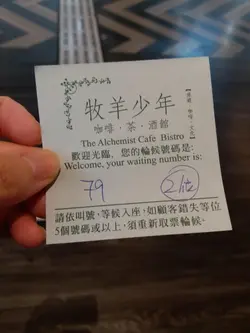 牧羊少年
咖啡．茶．酒館
The Alchemist Cafe Bistro
歡迎光臨，您的輪候號碼是:
Welcome, your waiting number is:
79
2位
請依叫號，等候入座，如顧客錯失等位
5個號碼或以上，須重新取票輪候。